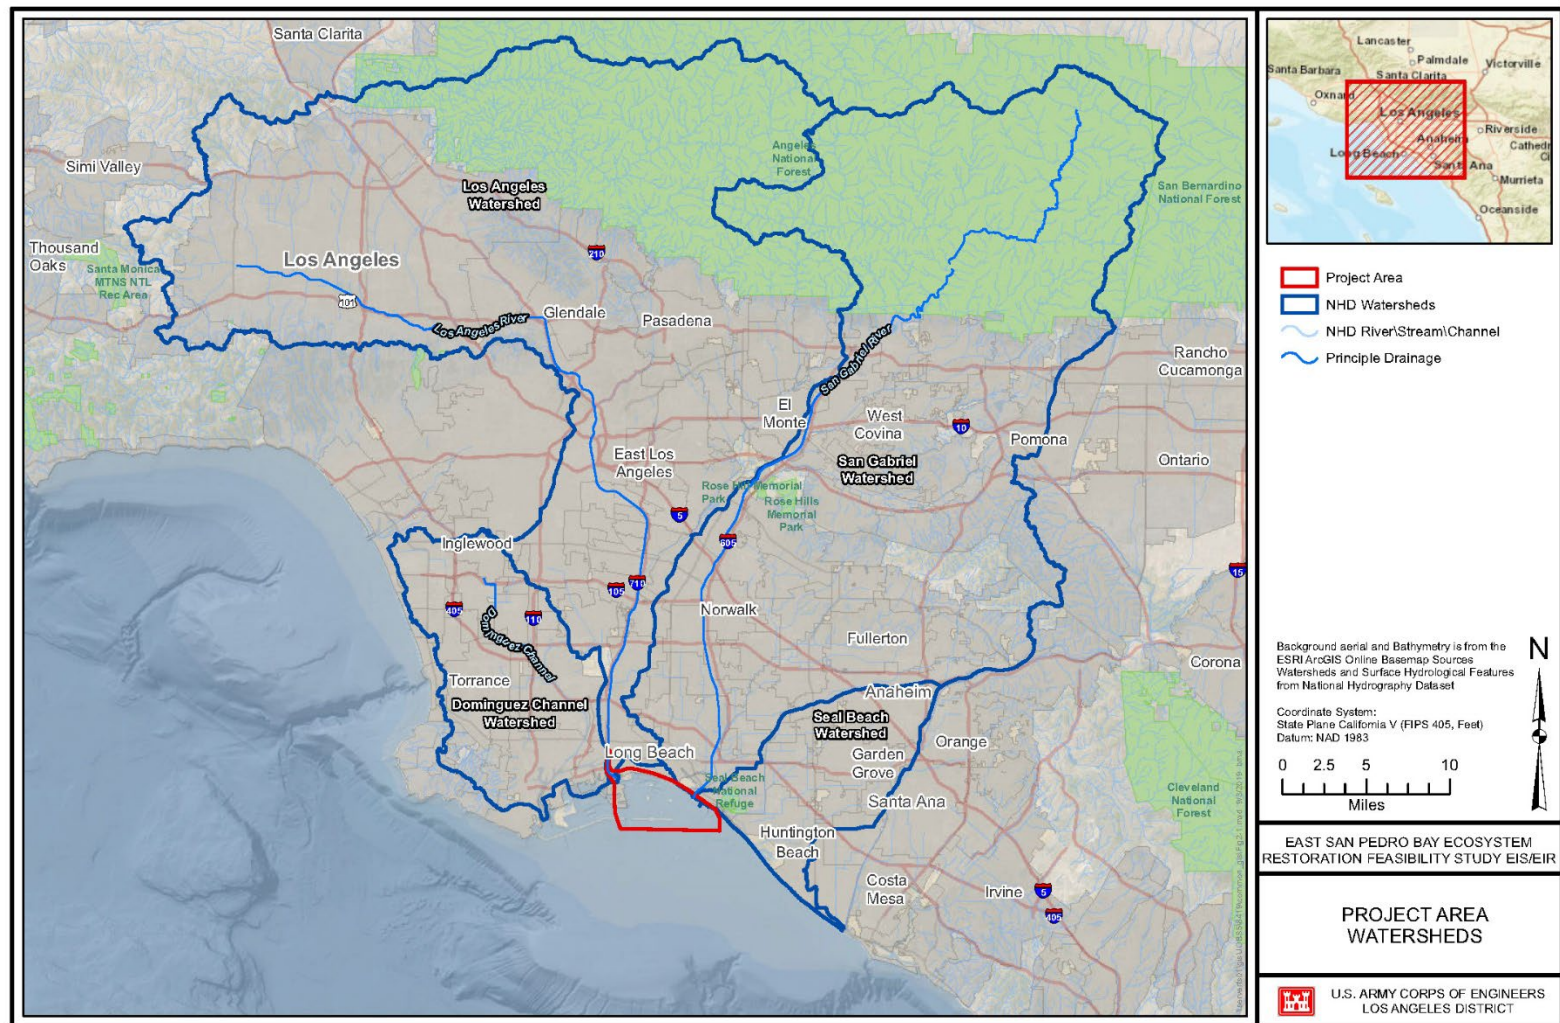 Santa Clarita
Simi Valley
Los Angeles
Watershed
Angeles
National
Forest
San Bernardino
National Forest
Thousand
Oaks
Santa Monica
MTNS NTL
Rec Area
Los Angeles
210
101
Los Angeles River
Glendale
Pasadena
San Gabriel River
Rancho
Cucamonga
El
Monte
West
Covina
10
Pomona
Ontario
East Los
Angeles
San Gabriel
Watershed
Rose Hills Memorial
Park
Rose Hills
Memorial
Park
5
605
Inglewood
15
105
710
405
110
Dominguez Channel
Norwalk
Fullerton
Corona
Torrance
Dominguez Channel
Watershed
Anaheim
Seal Beach
Watershed
Long Beach
Garden
Grove
Orange
Seal Beach
National
Refuge
Santa Ana
Cleveland
National
Forest
Huntington
Beach
Costa
Mesa
Irvine
5
405
Lancaster
Palmdale
Victorville
Santa Barbara
Santa Clarita
Oxnard
Los Angeles
Riverside
Anaheim
Long Beach
Santa Ana
Murrieta
Oceanside
Project Area
NHD Watersheds
NHD River\Stream\Channel
Principle Drainage
Background aerial and Bathymetry is from the
ESRI ArcGIS Online Basemap Sources
Watersheds and Surface Hydrological Features
from National Hydrography Dataset
Coordinate System:
State Plane California V (FIPS 405, Feet)
Datum: NAD 1983
N
0 2.5 5 10
Miles
EAST SAN PEDRO BAY ECOSYSTEM
RESTORATION FEASIBILITY STUDY EIS/EIR
PROJECT AREA
WATERSHEDS
U.S. ARMY CORPS OF ENGINEERS
LOS ANGELES DISTRICT